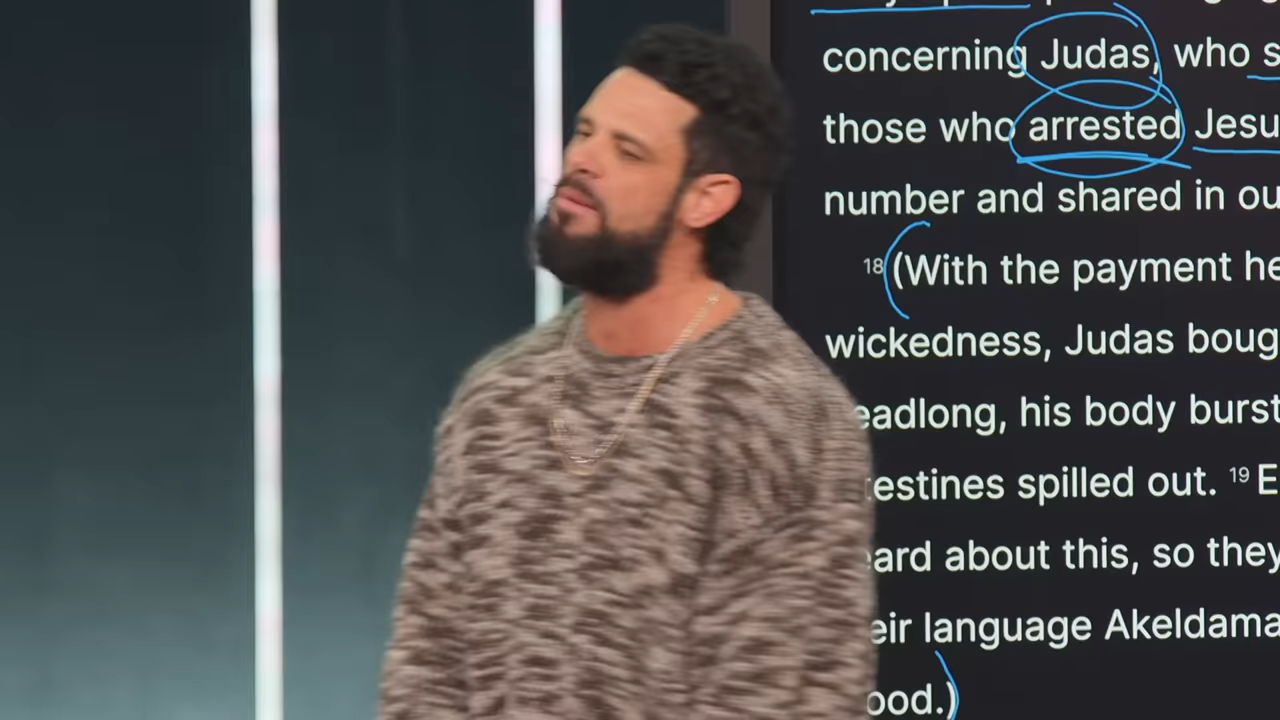 concerning Judas, who s
those who arrested Jesu
number and shared in ou
18 (With the payment he
wickedness, Judas boug
eadlong, his body burst
testines spilled out. 19 E
eard about this, so they
eir language Akeldama
ood.)